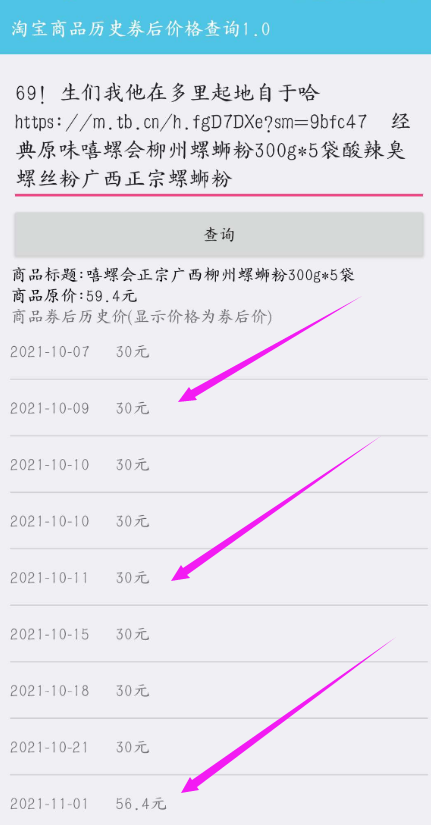 淘宝商品历史券后价格查询1.0
69！生们我他在多里起地自于哈
https://m.tb.cn/h.fgD7DXe?sm=9bfc47 经
典原味嘻螺会柳州螺蛳粉300g*5袋酸辣臭
螺丝粉广西正宗螺蛳粉
查询
商品标题:嘻螺会正宗广西柳州螺蛳粉300g*5袋
商品原价:59.4元
商品券后历史价(显示价格为券后价)
2021-10-07 30元
2021-10-09 30元
2021-10-10 30元
2021-10-10 30元
2021-10-11 30元
2021-10-15 30元
2021-10-18 30元
2021-10-21 30元
2021-11-01 56.4元